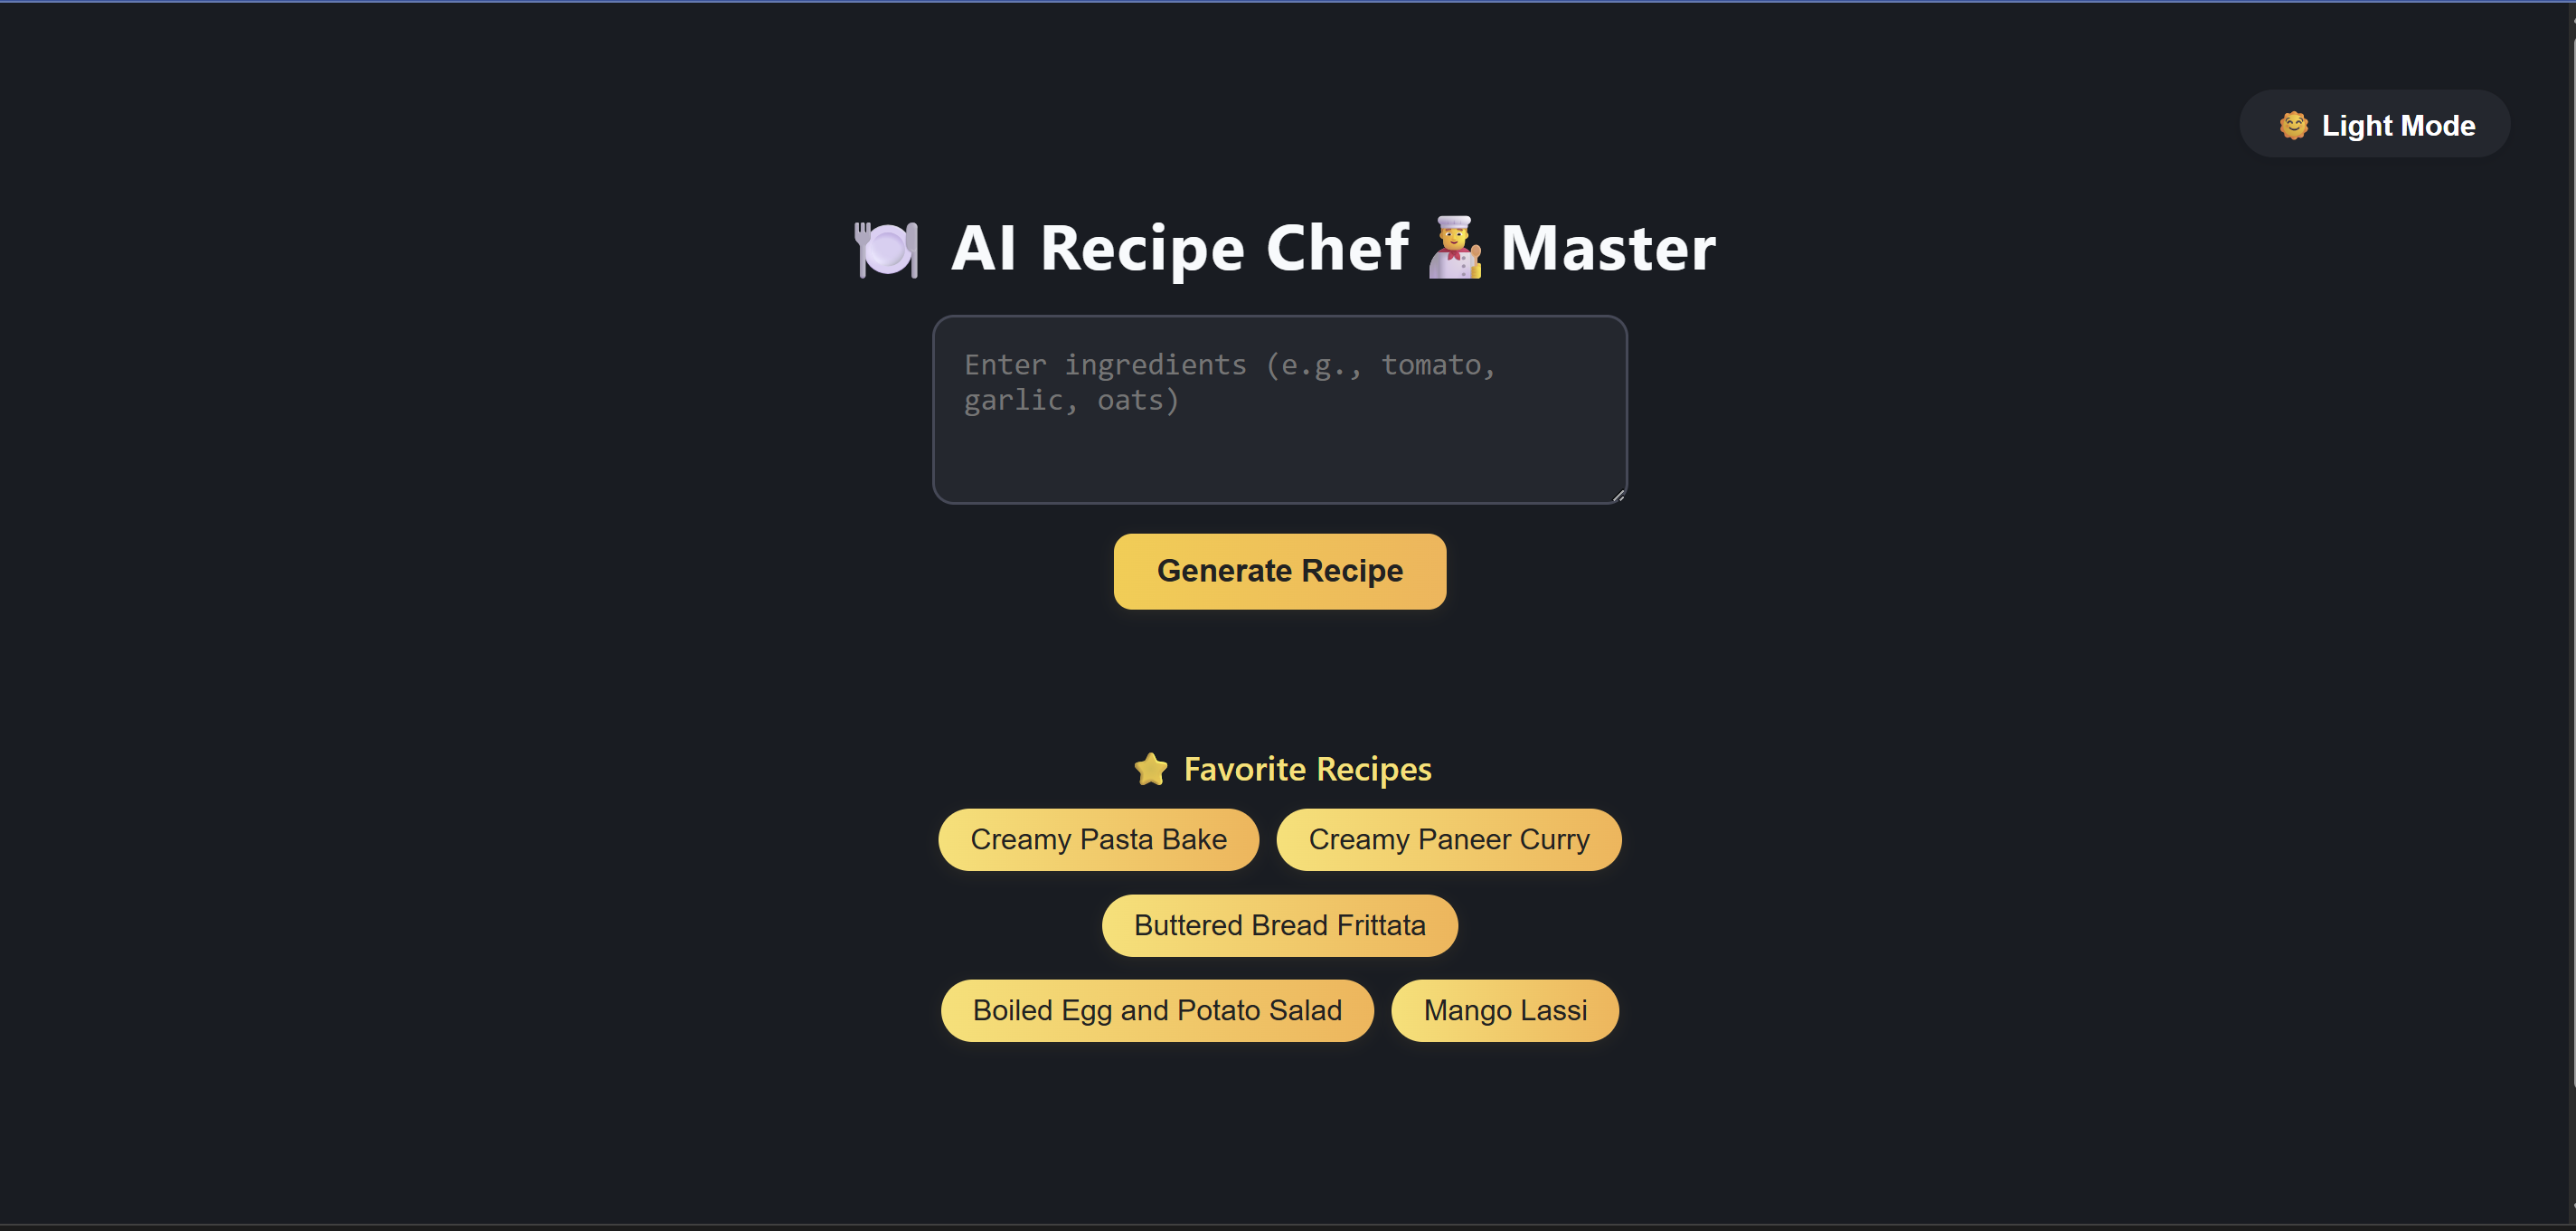 Light Mode
AI Recipe Chef Master
Enter ingredients (e.g., tomato,
garlic, oats)
Generate Recipe
Favorite Recipes
Creamy Pasta Bake
Creamy Paneer Curry
Buttered Bread Frittata
Boiled Egg and Potato Salad
Mango Lassi